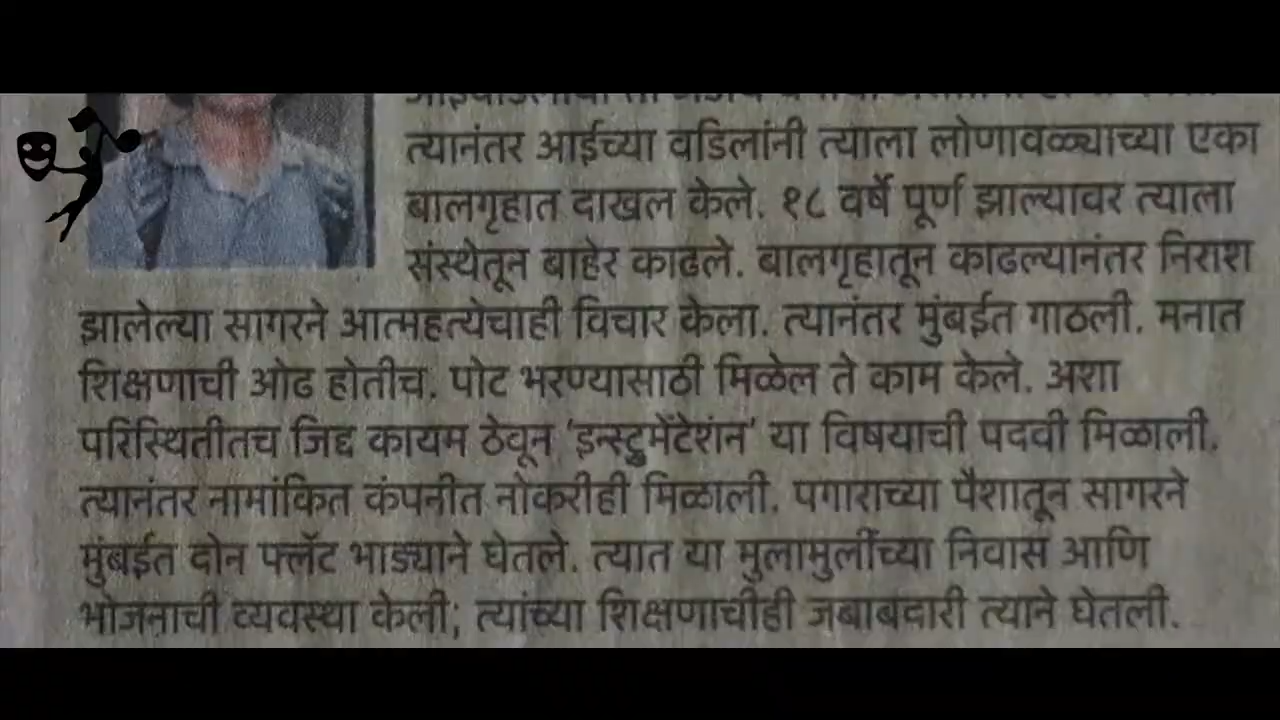 त्यानंतर आईच्या वडिलांनी त्याला लोणावळ्याच्या एका
बालगृहात दाखल केले. १८ वर्षे पूर्ण झाल्यावर त्याला
संस्थेतून बाहेर काढले. बालगृहातून काढल्यानंतर निराश
झालेल्या सागरने आत्महत्येचाही विचार केला. त्यानंतर मुंबईत गाठली. मनात
शिक्षणाची ओढ होतीच. पोट भरण्यासाठी मिळेल ते काम केले. अशा
परिस्थितीतच जिद्द कायम ठेवून 'इन्स्ट्रुमेंटेशंन' या विषयाची पदवी मिळाली.
त्यानंतर नामांकित कंपनीत नोकरीही मिळाली. पगाराच्या पैशातून सागरने
मुंबईत दोन फ्लॅट भाड्याने घेतले. त्यात या मुलामुलींच्या निवास आणि
भोजनाची व्यवस्था केली; त्यांच्या शिक्षणाचीही जबाबदारी त्याने घेतली.